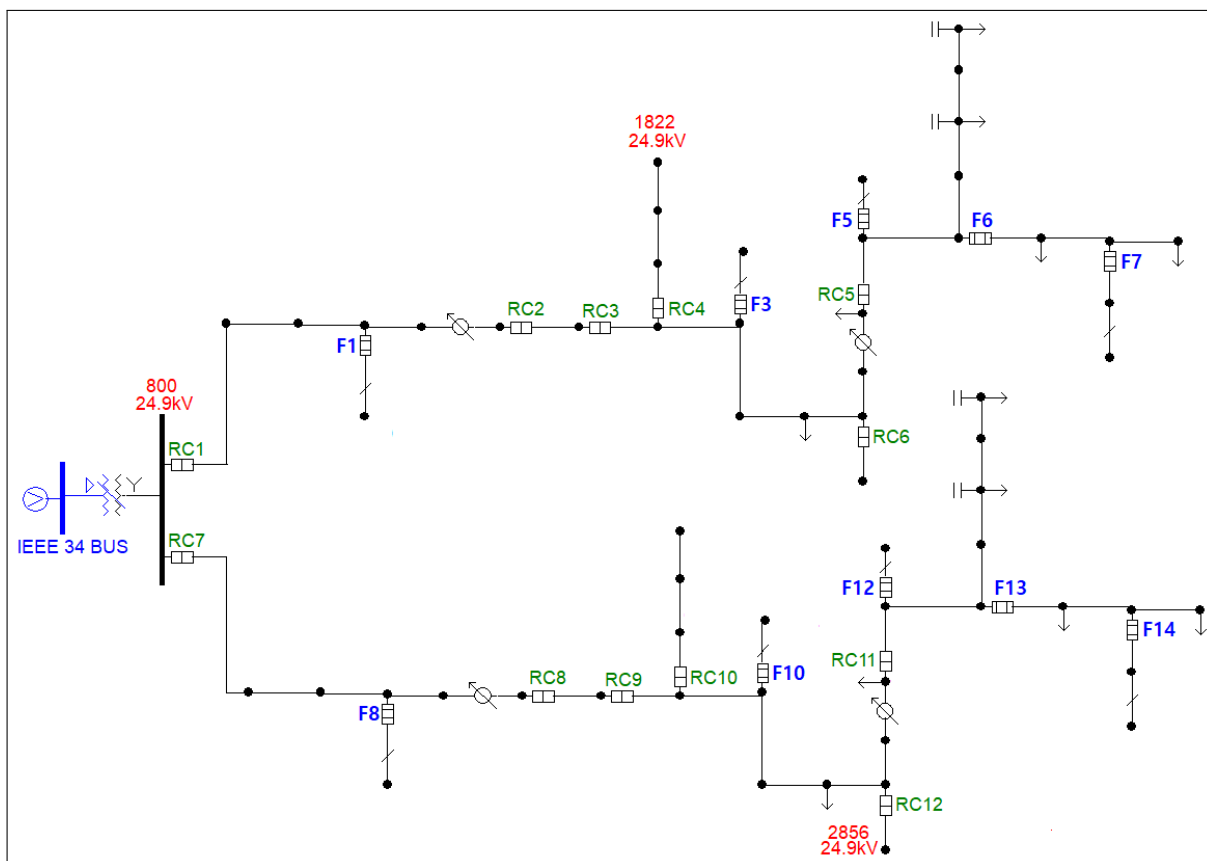 1822
24.9kV
F5
F6
F7
F3
RC5
RC2
RC3
RC4
F1
800
24.9kV
RC1
RC6
IEEE 34 BUS
RC7
F12
F13
F14
RC11
RC8
RC9
RC10
F10
F8
RC12
2856
24.9kV